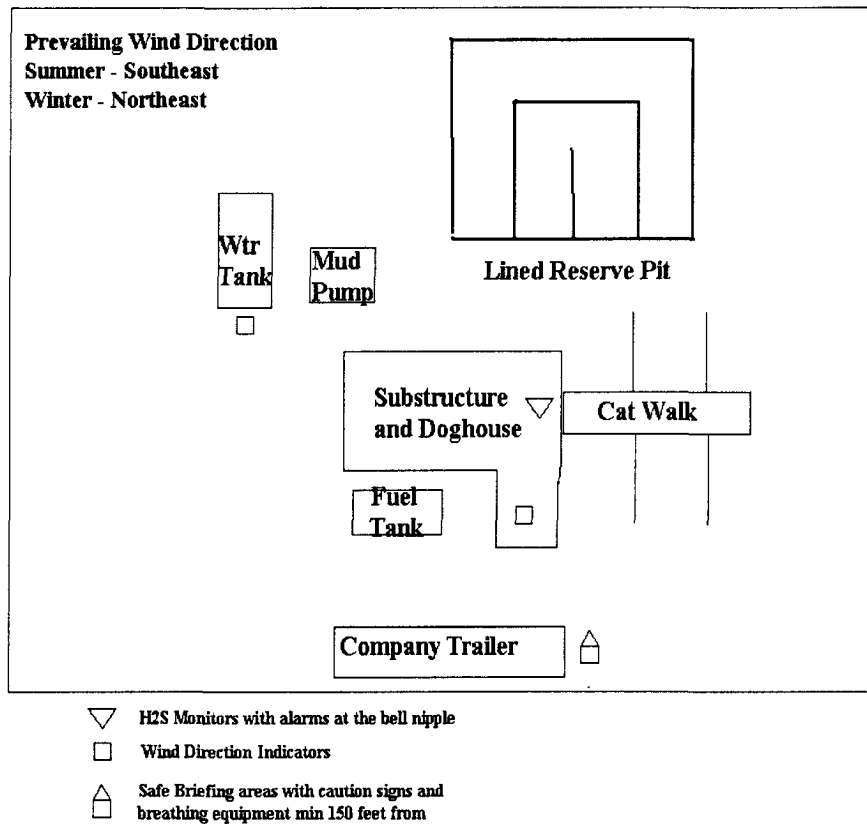 Prevailing Wind Direction
Summer - Southeast
Winter - Northeast
Wtr
Tank
Mud
Pump
Lined Reserve Pit
Substructure
and Doghouse
Cat Walk
Fuel
Tank
Company Trailer
H2S Monitors with alarms at the bell nipple
Wind Direction Indicators
Safe Briefing areas with caution signs and
breathing equipment min 150 feet from